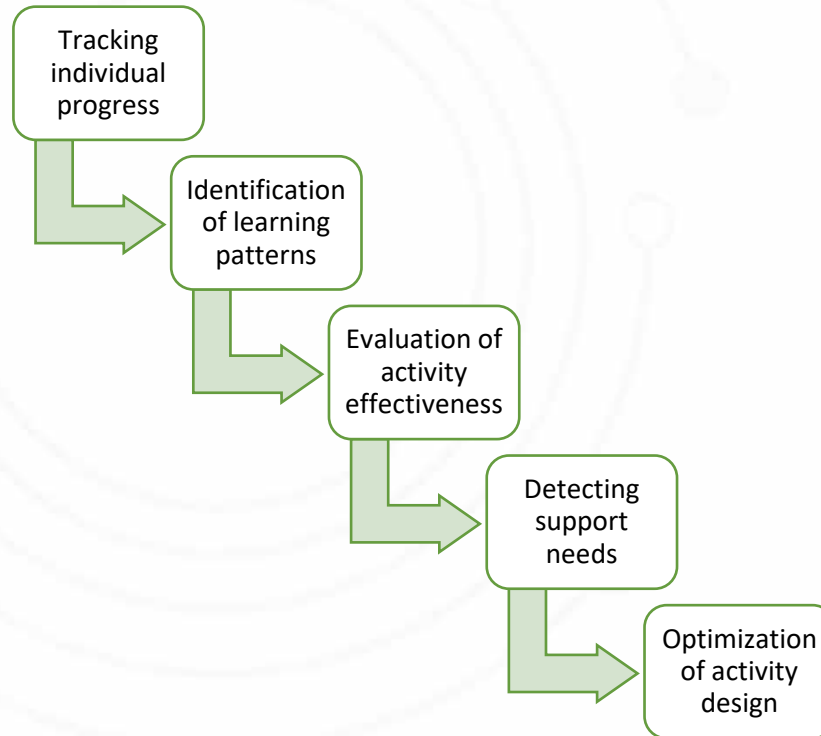 Tracking
individual
progress
Identification
of learning
patterns
Evaluation of
activity
effectiveness
Detecting
support
needs
Optimization
of activity
design